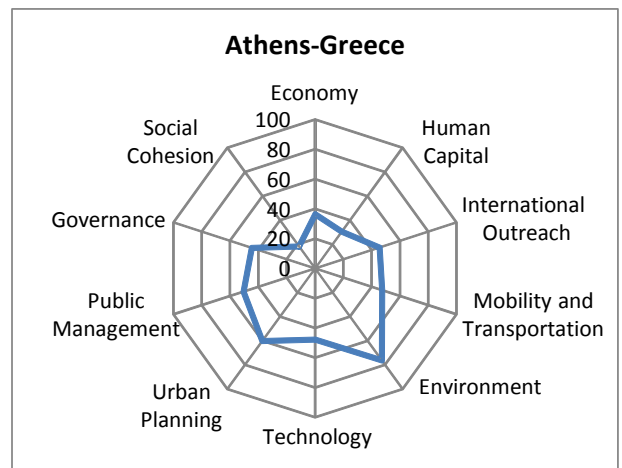 Athens-Greece
Economy
Human
Capital
International
Outreach
Mobility and
Transportation
Environment
Technology
Urban
Planning
Public
Management
Governance
Social
Cohesion
100
80
60
40
20
0